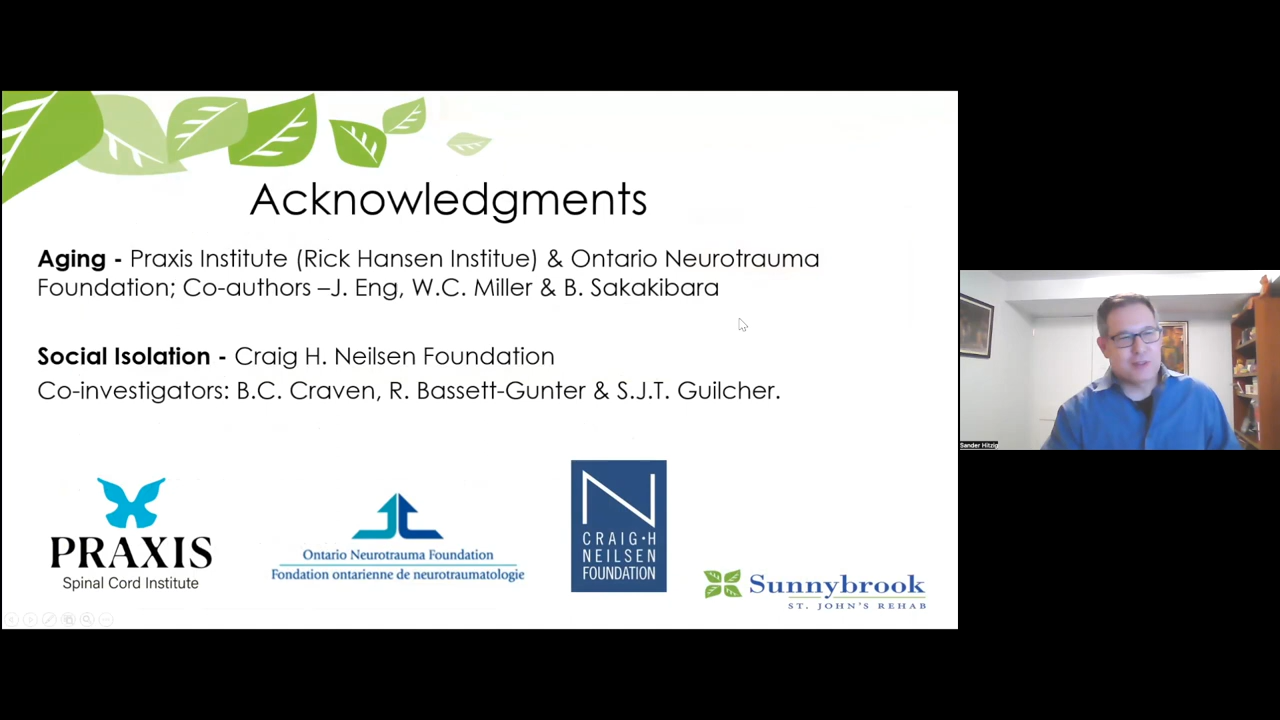 Acknowledgments
Aging - Praxis Institute (Rick Hansen Institue) & Ontario Neurotrauma
Foundation; Co-authors –J. Eng, W.C. Miller & B. Sakakibara
Social Isolation - Craig H. Neilsen Foundation
Co-investigators: B.C. Craven, R. Bassett-Gunter & S.J.T. Guilcher.
PRAXIS
Spinal Cord Institute
Ontario Neurotrauma Foundation
Fondation ontarienne de neurotraumatologie
N
CRAIG·H
NEILSEN
FOUNDATION
Sunnybrook
ST. JOHN'S REHAB
Sander Hitzig